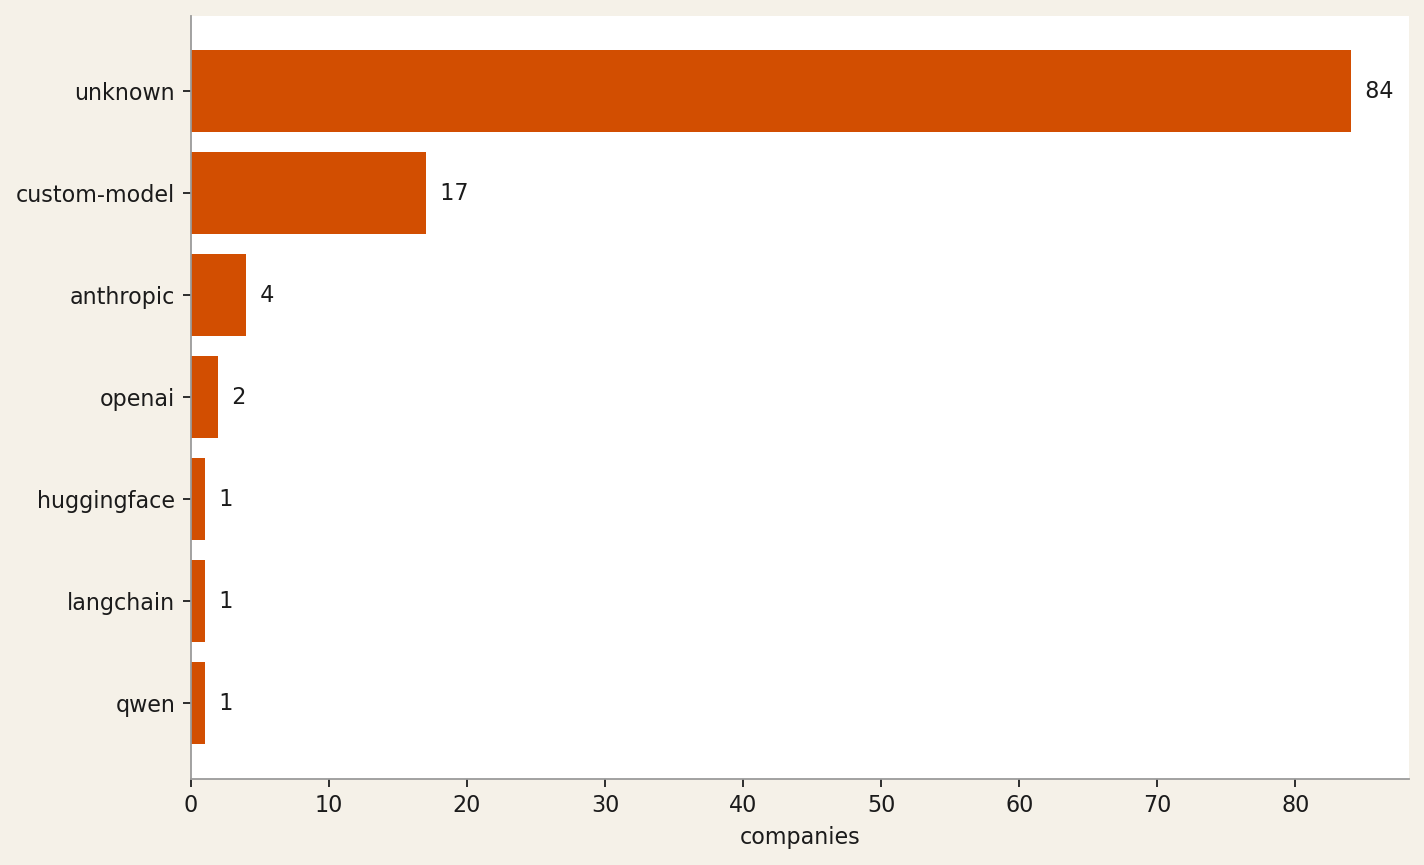 unknown 84
custom-model 17
anthropic 4
openai 2
huggingface 1
langchain 1
qwen 1
0 10 20 30 40 50 60 70 80
companies